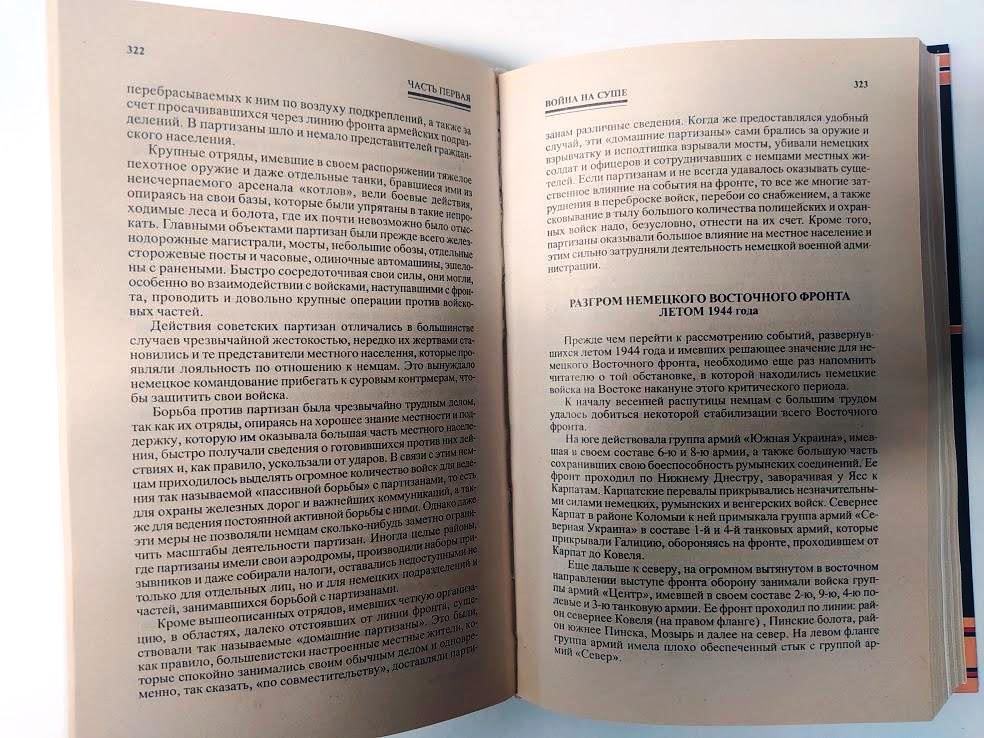 322
ЧАСТЬ ПЕРВАЯ
перебрасываемых к ним по воздуху подкреплений, а также за
счет просачивавшихся через линию фронта армейских подраз-
делений. В партизаны шло и немало представителей граждан-
ского населения.
Крупные отряды, имевшие в своем распоряжении тяжелое
пехотное оружие и даже отдельные танки, бравшиеся ими из
неисчерпаемого арсенала «котлов», вели боевые действия,
опираясь на свои базы, которые были упрятаны в такие непро-
ходимые леса и болота, где их почти невозможно было оты-
скать. Главными объектами партизан были прежде всего желез-
нодорожные магистрали, мосты, небольшие обозы, отдельные
сторожевые посты и часовые, одиночные автомашины, эшело-
ны с ранеными. Быстро сосредоточивая свои силы, они могли,
особенно во взаимодействии с войсками, наступавшими с фрон-
та, проводить и довольно крупные операции против войско-
вых частей.
Действия советских партизан отличались в большинстве
случаев чрезвычайной жестокостью, нередко их жертвами ста-
новились и те представители местного населения, которые про-
являли лояльность по отношению к немцам. Это вынуждало
немецкое командование прибегать к суровым контрмерам, что-
бы защитить свои войска.
Борьба против партизан была чрезвычайно трудным делом,
так как их отряды, опираясь на хорошее знание местности и под-
держку, которую им оказывала большая часть местного населе-
ния, быстро получали сведения о готовившихся против них дей-
ствиях и, как правило, ускользали от ударов. В связи с этим нем-
цам приходилось выделять огромное количество войск для веде-
ния так называемой «пассивной борьбы» с партизанами, то есть
для охраны железных дорог и важнейших коммуникаций, а так-
же для ведения постоянной активной борьбы с ними. Однако даже
эти меры не позволяли немцам сколько-нибудь заметно ограни-
чить масштабы деятельности партизан. Иногда целые районы,
где партизаны имели свои аэродромы, производили наборы при-
зывников и даже собирали налоги, оставались недоступными не
только для отдельных лиц, но и для немецких подразделений и
частей, занимавшихся борьбой с партизанами.
Кроме вышеописанных отрядов, имевших четкую организа-
цию, в областях, далеко отстоявших от линии фронта, суще-
ствовали так называемые «домашние партизаны». Это были,
как правило, большевистски настроенные местные жители, ко-
торые спокойно занимались своим обычным делом и одновре-
менно, так сказать, «по совместительству», доставляли парти-
323
ВОЙНА НА СУШЕ
занам различные сведения. Когда же предоставлялся удобный
случай, эти «домашние партизаны» сами брались за оружие и
взрывчатку и неподтишка взрывали мосты, убивали немецких
солдат и офицеров и сотрудничавших с немцами местных жи-
телей. Если партизанам и не всегда удавалось оказывать суще-
ственное влияние на события на фронте, то все же многие зат-
руднения в переброске войск, перебои со снабжением, а также
сковывание в тылу большого количества полицейских и охран-
ных войск надо, безусловно, отнести на их счет. Кроме того,
партизаны оказывали большое влияние на местное население и
этим сильно затрудняли деятельность немецкой военной адми-
нистрации.
РАЗГРОМ НЕМЕЦКОГО ВОСТОЧНОГО ФРОНТА
ЛЕТОМ 1944 года
Прежде чем перейти к рассмотрению событий, развернув-
шихся летом 1944 года и имевших решающее значение для не-
мецкого Восточного фронта, необходимо еще раз напомнить
читателю о той обстановке, в которой находились немецкие
войска на Востоке накануне этого критического периода.
К началу весенней распутицы немцам с большим трудом
удалось добиться некоторой стабилизации всего Восточного
фронта.
На юге действовала группа армий «Южная Украина», имев-
шая в своем составе 6-ю и 8-ю армии, а также большую часть
сохранивших свою боеспособность румынских соединений. Ее
фронт проходил по Нижнему Днестру, заворачивая у Ясс к
Карпатам. Карпатские перевалы прикрывались незначительны-
ми силами немецких, румынских и венгерских войск. Севернее
Карпат в районе Коломыи к ней примыкала группа армий «Се-
верная Украина» в составе 1-й и 4-й танковых армий, которые
прикрывали Галицию, обороняясь на фронте, проходившем от
Карпат до Ковеля.
Еще дальше к северу, на огромном вытянутом в восточном
направлении выступе фронта оборону занимали войска груп-
пы армий «Центр», имевшей в своем составе 2-ю, 9-ю, 4-ю по-
левые и 3-ю танковую армии. Ее фронт проходил по линии: рай-
он севернее Ковеля (на правом фланге) , Пинские болота, рай-
он южнее Пинска, Мозырь и далее на север. На левом фланге
группа армий имела плохо обеспеченный стык с группой ар-
мий «Север».